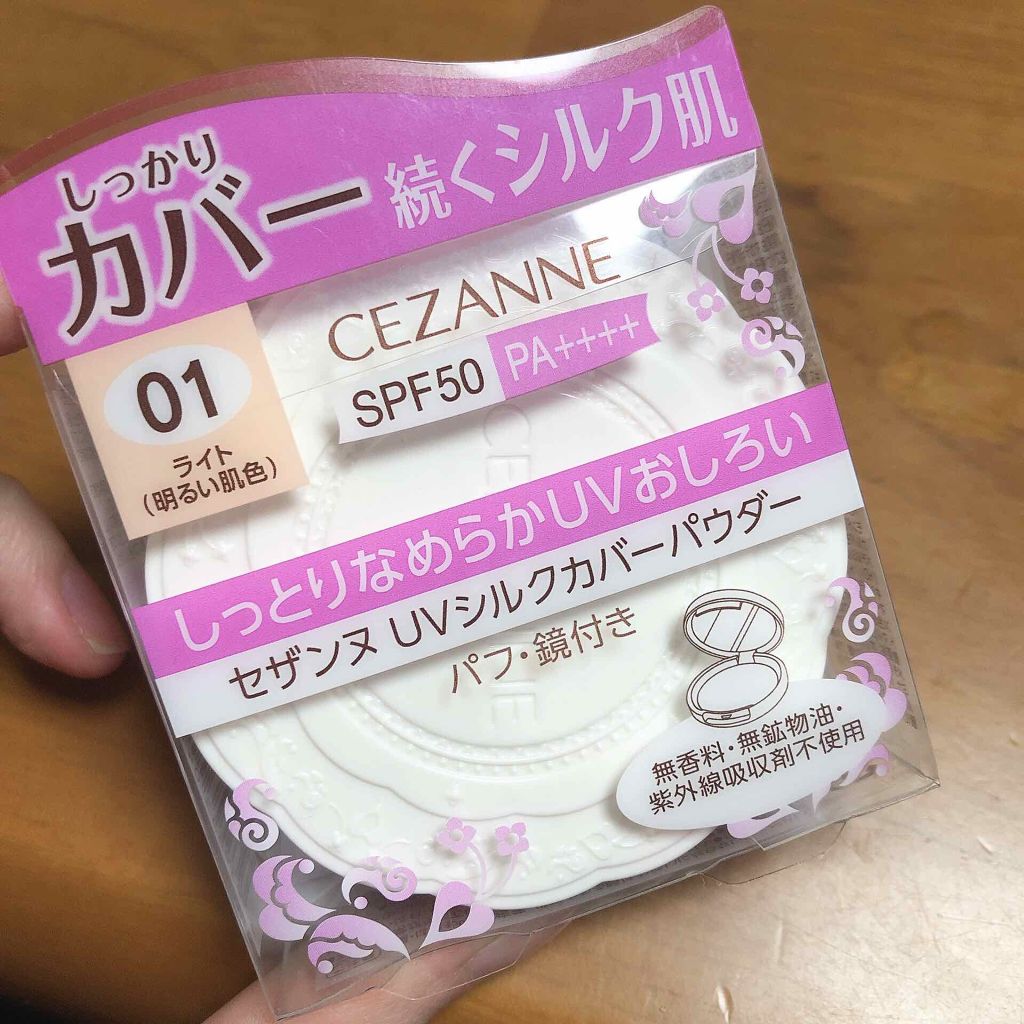 しっかり
カバー 続くシルク肌
CEZANNE
SPF50 PA++++
01
ライト
(明るい肌色)
しっとりなめらかUVおしろい
セザンヌ UVシルクカバーパウダー
パフ・鏡付き
無香料・無鉱物油・
紫外線吸収剤不使用